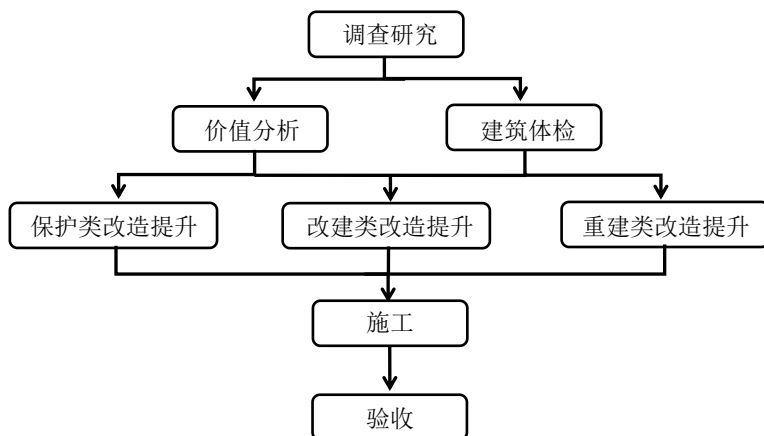 调查研究
价值分析
建筑体检
保护类改造提升
改建类改造提升
重建类改造提升
施工
验收